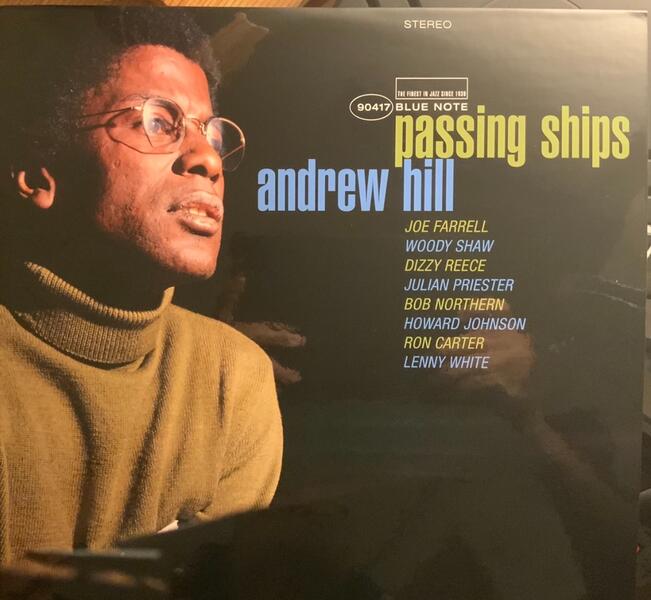 STEREO
THE FINEST IN JAZZ SINCE 1939
90417 BLUE NOTE
passing ships
andrew hill
JOE FARRELL
WOODY SHAW
DIZZY REECE
JULIAN PRIESTER
BOB NORTHERN
HOWARD JOHNSON
RON CARTER
LENNY WHITE